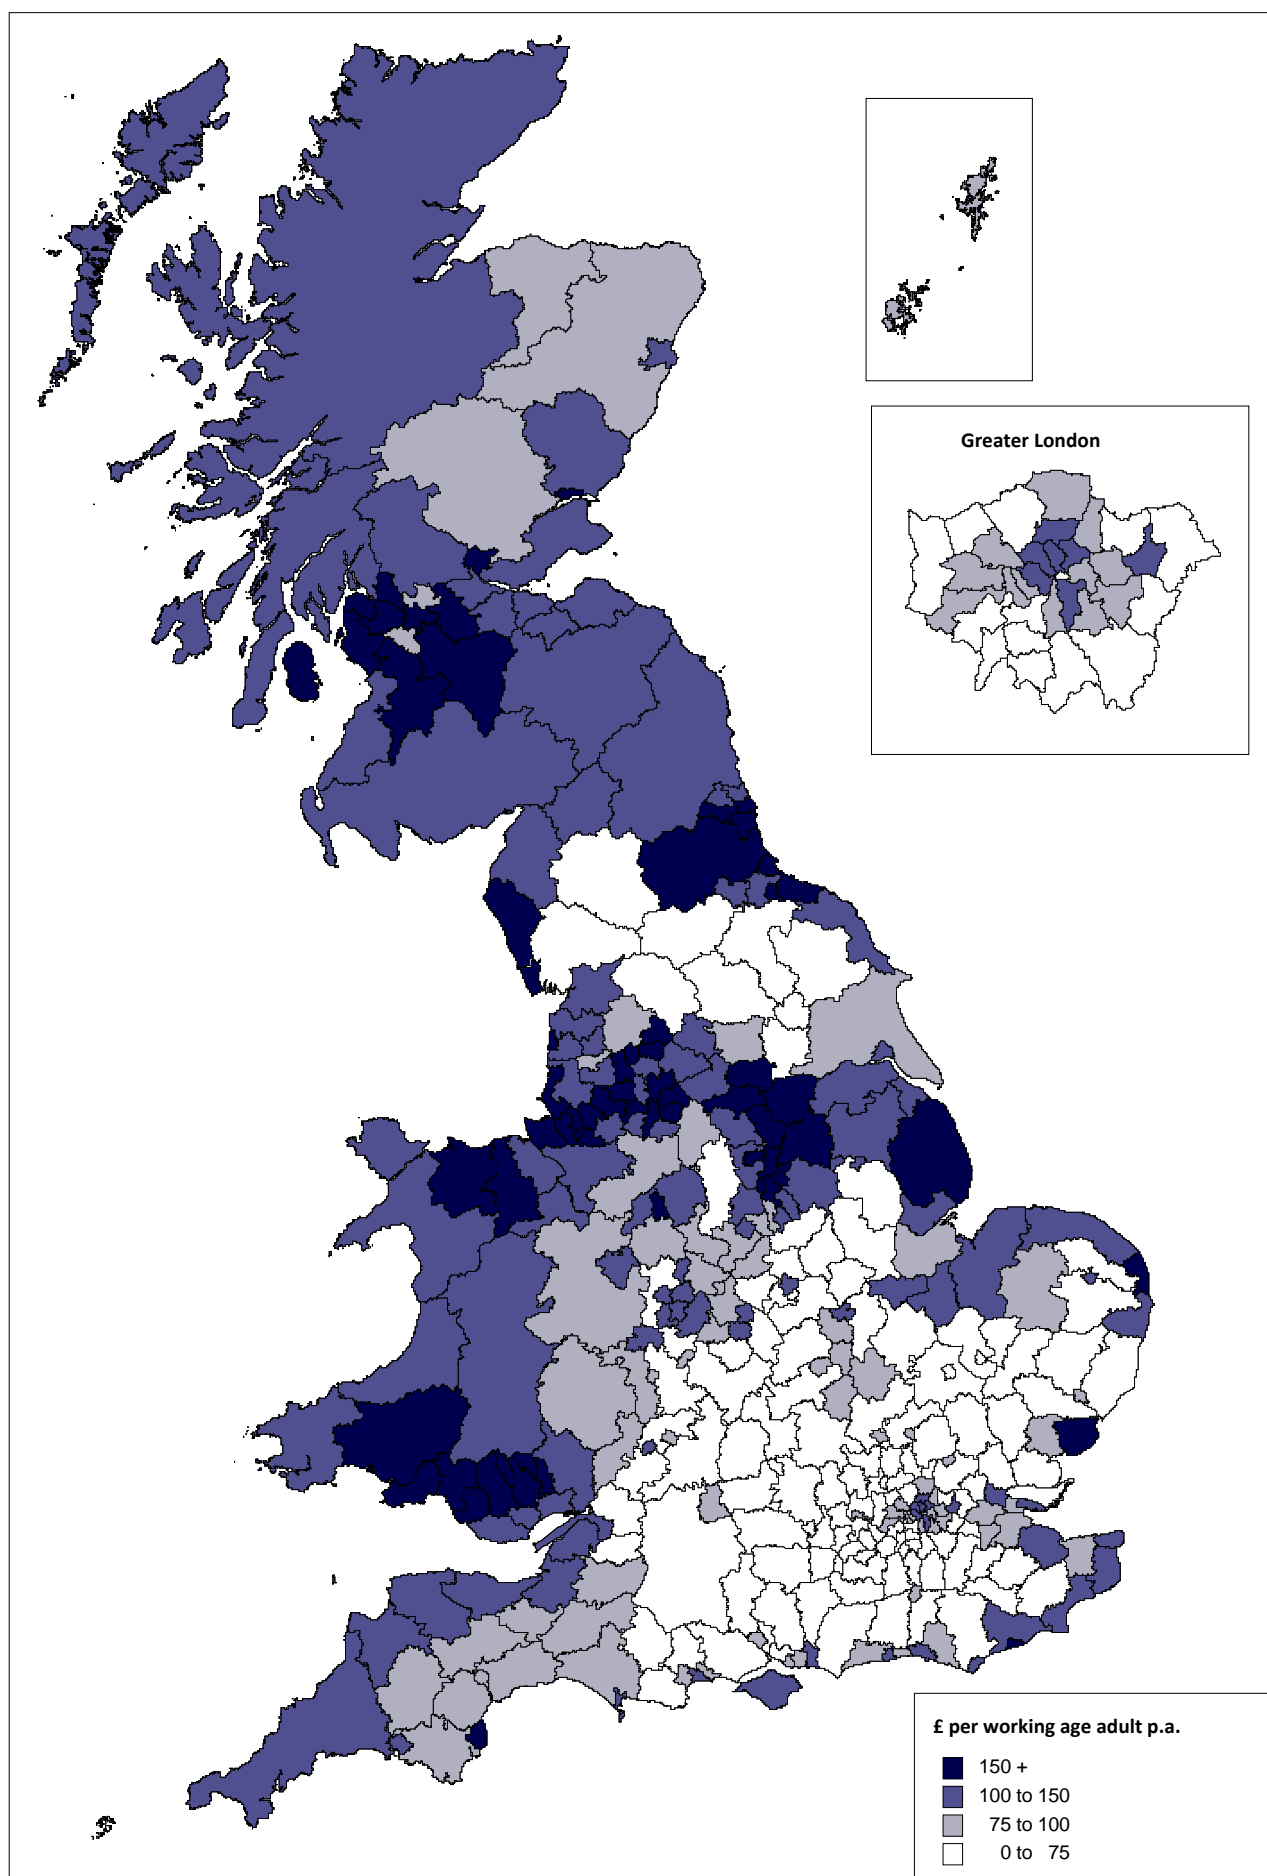 Greater London
£ per working age adult p.a.
150 +
100 to 150
75 to 100
0 to 75